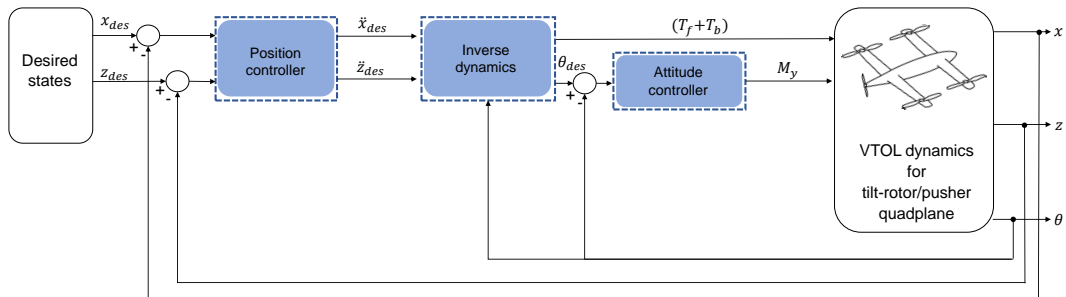 Desired
states
x_des
z_des
+
-
+
-
Position
controller
ẍ_des
z̈_des
Inverse
dynamics
(T_f+T_b)
θ_des
+
-
Attitude
controller
M_y
VTOL dynamics
for
tilt-rotor/pusher
quadplane
x
z
θ